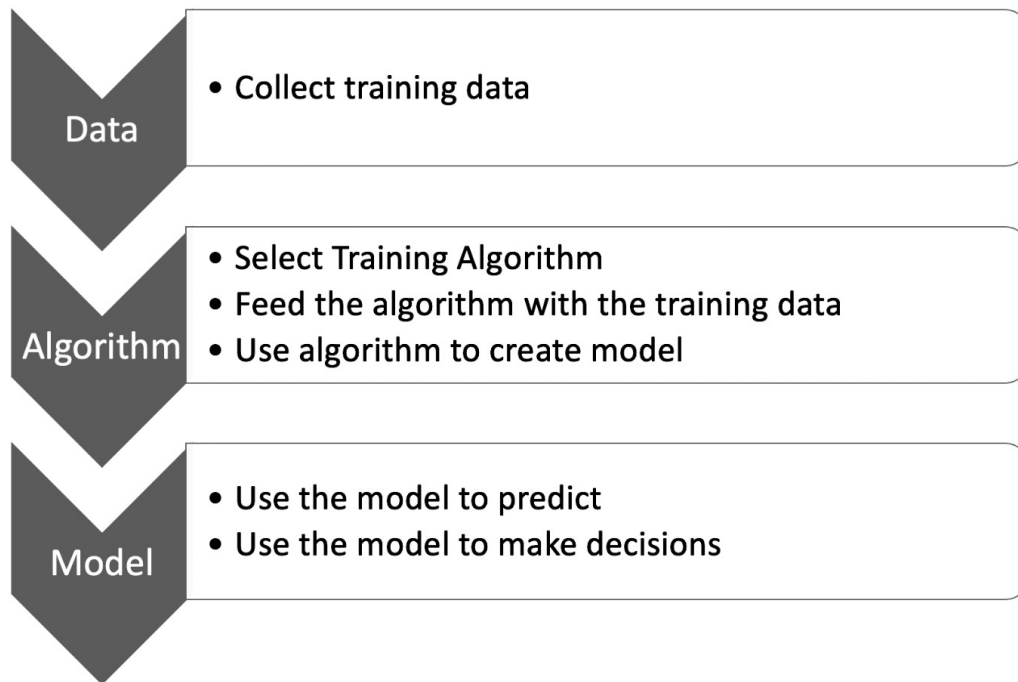 Data
• Collect training data
Algorithm
• Select Training Algorithm
• Feed the algorithm with the training data
• Use algorithm to create model
Model
• Use the model to predict
• Use the model to make decisions